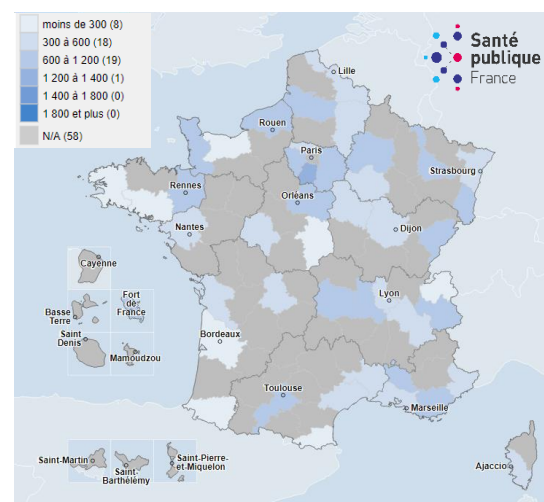 moins de 300 (8)
300 à 600 (18)
600 à 1 200 (19)
1 200 à 1 400 (1)
1 400 à 1 800 (0)
1 800 et plus (0)
N/A (58)
Santé
publique
France
Lille
Rouen
Paris
Strasbourg
Rennes
Orléans
Nantes
Dijon
Cayenne
Fort
de
France
Basse
Terre
Lyon
Saint
Denis
Mamoudzou
Bordeaux
Toulouse
Marseille
Saint-Martin
Saint-
Barthélémy
Saint-Pierre-
et-Miquelon
Ajaccio